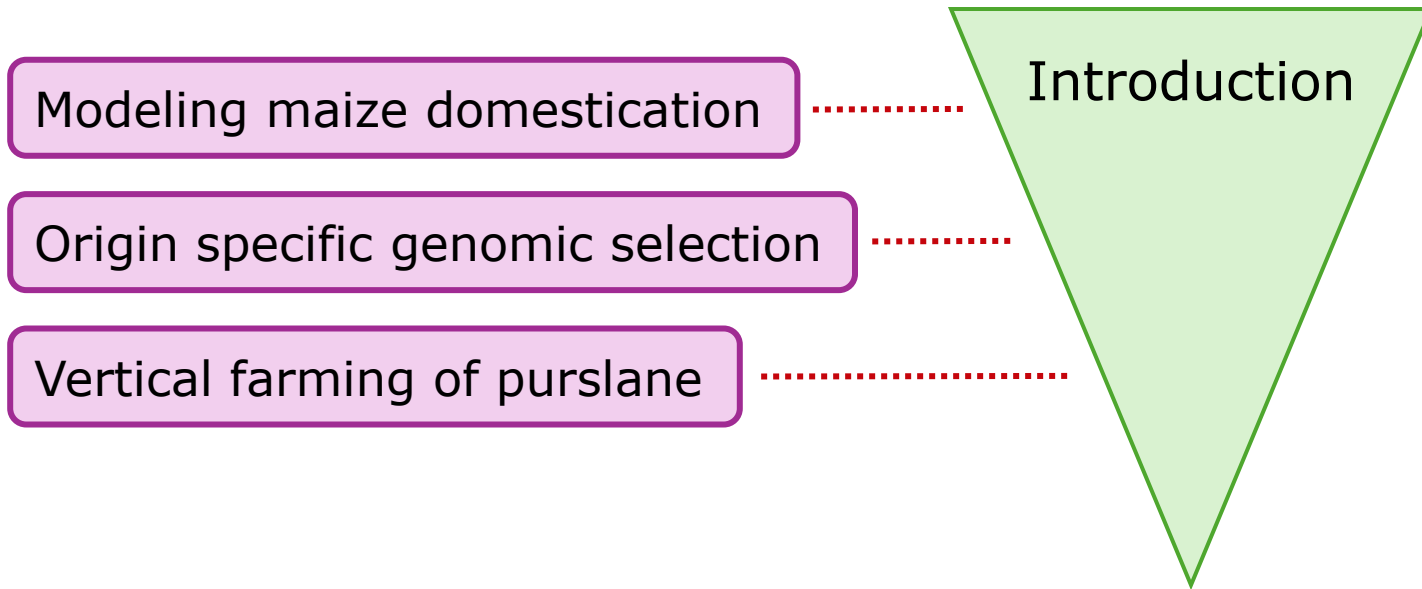 Introduction
Modeling maize domestication
Origin specific genomic selection
Vertical farming of purslane